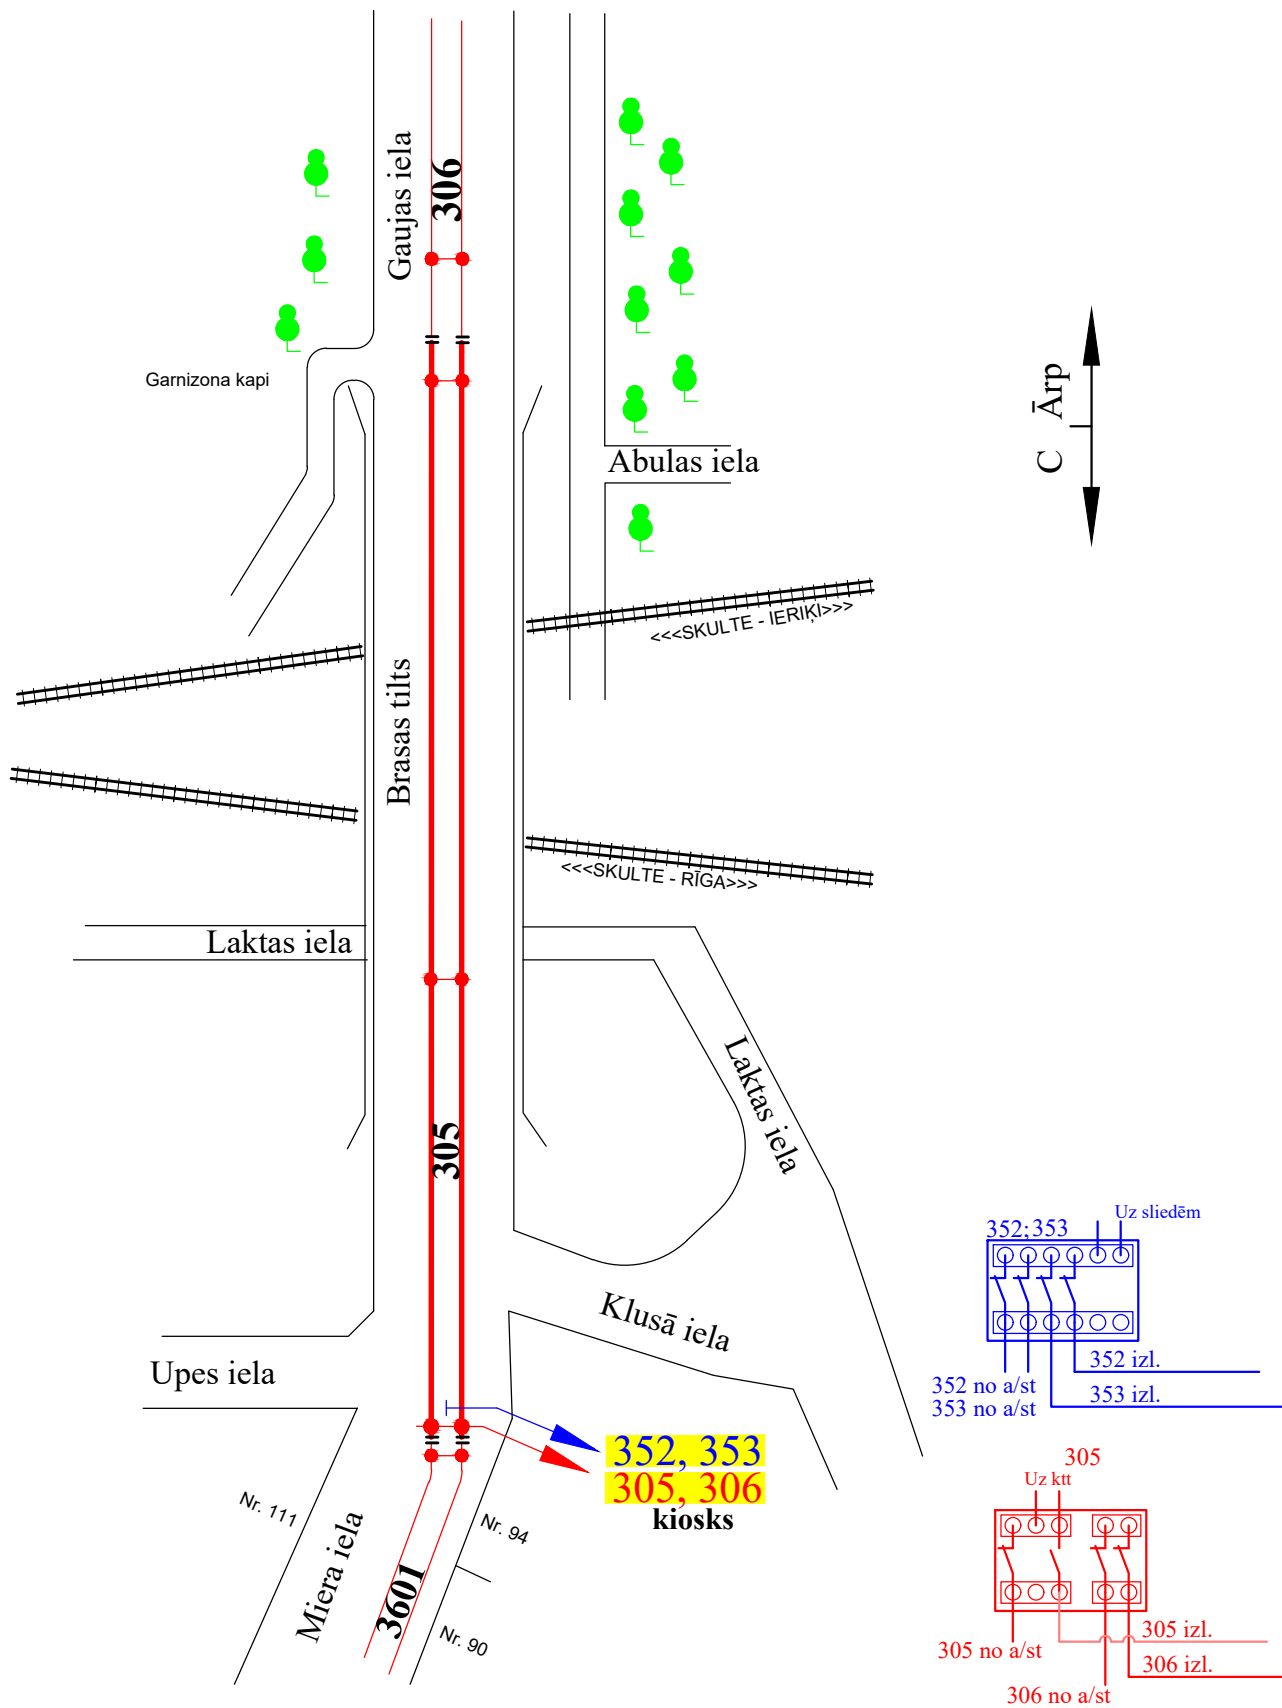 Gaujas iela
306
Garnizona kapi
Abulas iela
C Ārp
<<<SKULTE - IERIĶI>>>
Brasas tilts
<<<SKULTE - RĪGA>>>
Laktas iela
Laktas iela
305
Klusā iela
Upes iela
352, 353
305, 306
kiosks
Nr. 111
Miera iela
3601
Nr. 94
Nr. 90
Uz sliedēm
352; 353
352 izl.
352 no a/st
353 izl.
353 no a/st
305
Uz ktt
305 izl.
305 no a/st
306 izl.
306 no a/st